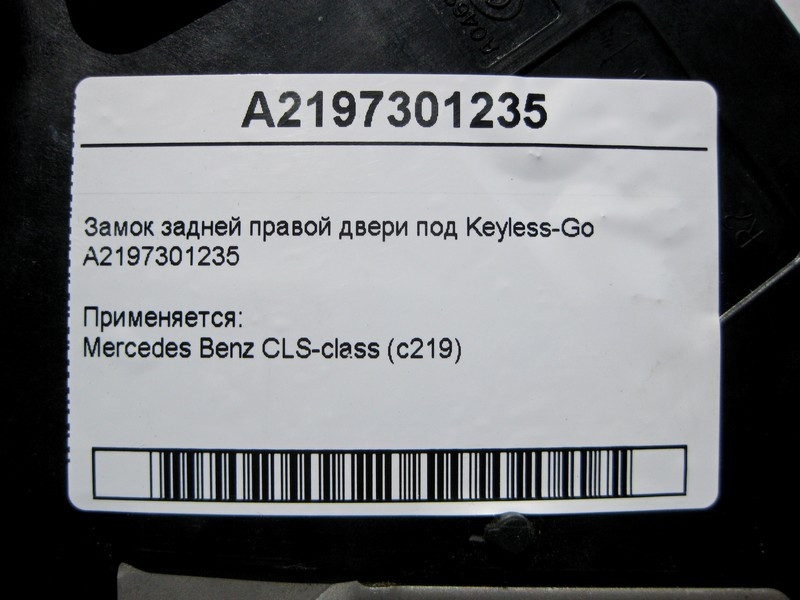 A2197301235
Замок задней правой двери под Keyless-Go
A2197301235
Применяется:
Mercedes Benz CLS-class (c219)